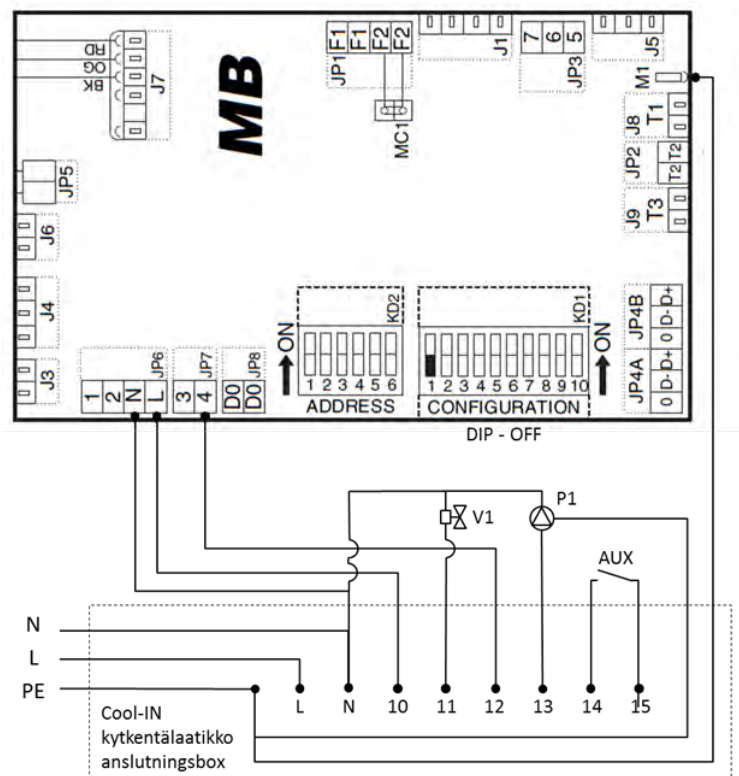 RD
OG
BK
J7
MB
F1 F1 F2 F2
JP1
MC1
J1
7 6 5
JP3
J5
M1
T1
J8
T2 T2
JP2
T3
J9
JP5
J6
J4
J3
1 2 N L
JP6
3 4
JP7
D0 D0
JP8
ON
KD2
1 2 3 4 5 6
ADDRESS
KD1
1 2 3 4 5 6 7 8 9 10
CONFIGURATION
ON
DIP - OFF
JP4B
0 D- D+
JP4A
0 D- D+
V1
P1
AUX
N
L
PE
L N 10 11 12 13 14 15
Cool-IN
kytkentälaatikko
anslutningsbox